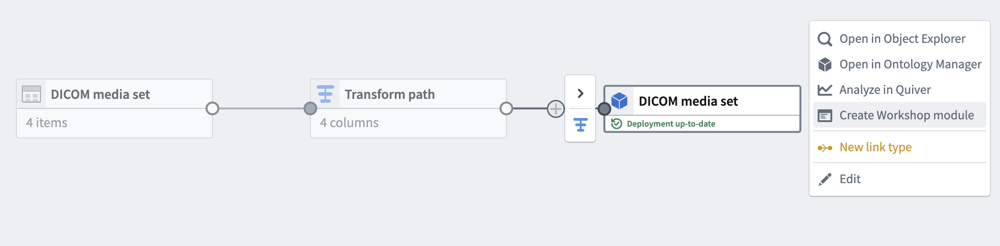 DICOM media set
4 items
Transform path
4 columns
DICOM media set
Deployment up-to-date
Open in Object Explorer
Open in Ontology Manager
Analyze in Quiver
Create Workshop module
New link type
Edit